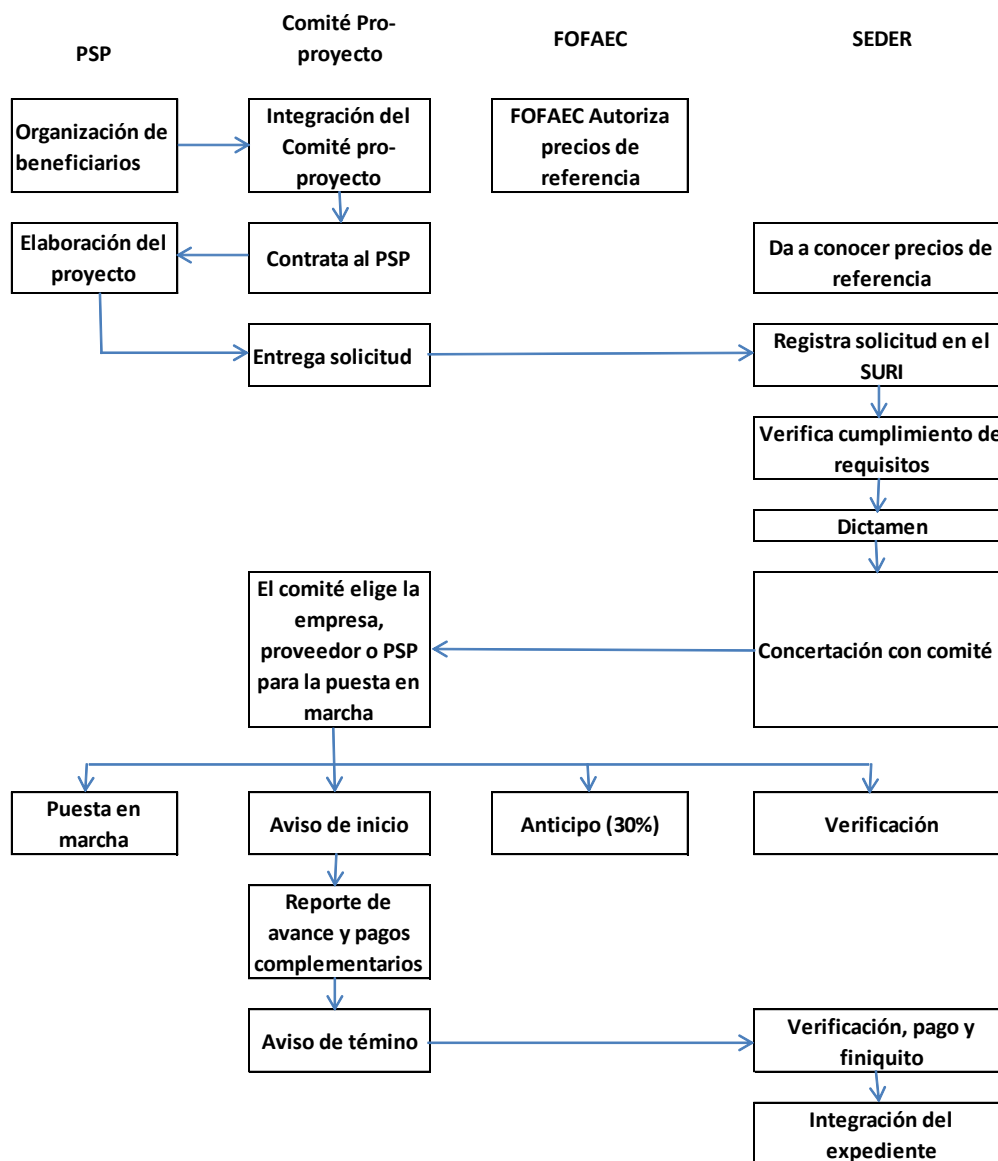 PSP
Comité Pro-
proyecto
FOFAEC
SEDER
Organización de
beneficiarios
Integración del
Comité pro-
proyecto
FOFAEC Autoriza
precios de
referencia
Elaboración del
proyecto
Contrata al PSP
Da a conocer precios de
referencia
Entrega solicitud
Registra solicitud en el
SURI
Verifica cumplimiento de
requisitos
Dictamen
El comité elige la
empresa,
proveedor o PSP
para la puesta en
marcha
Concertación con comité
Puesta en
marcha
Aviso de inicio
Anticipo (30%)
Verificación
Reporte de
avance y pagos
complementarios
Aviso de témino
Verificación, pago y
finiquito
Integración del
expediente